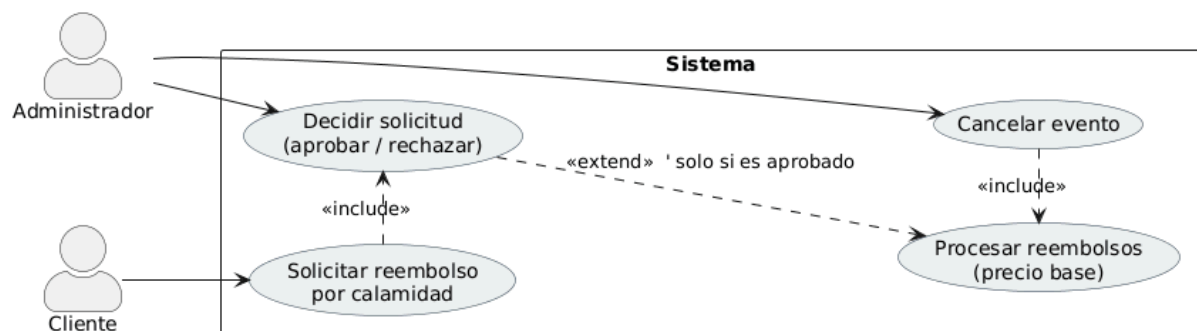 Administrador
Sistema
Decidir solicitud
(aprobar / rechazar)
Cancelar evento
«extend» ' solo si es aprobado
«include»
«include»
Solicitar reembolso
por calamidad
Procesar reembolsos
(precio base)
Cliente